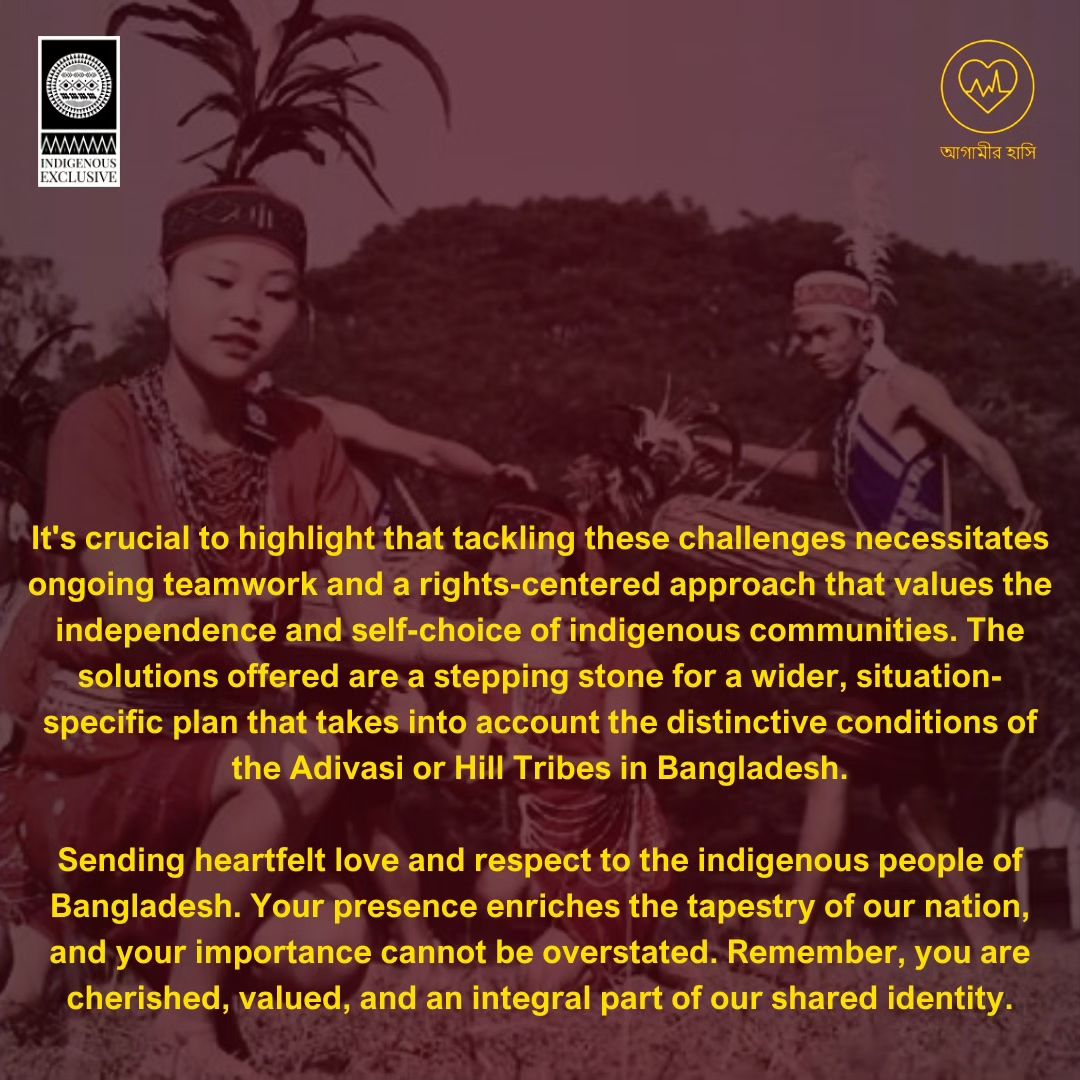 INDIGENOUS
EXCLUSIVE
আগামীর হাসি
It's crucial to highlight that tackling these challenges necessitates
ongoing teamwork and a rights-centered approach that values the
independence and self-choice of indigenous communities. The
solutions offered are a stepping stone for a wider, situation-
specific plan that takes into account the distinctive conditions of
the Adivasi or Hill Tribes in Bangladesh.
Sending heartfelt love and respect to the indigenous people of
Bangladesh. Your presence enriches the tapestry of our nation,
and your importance cannot be overstated. Remember, you are
cherished, valued, and an integral part of our shared identity.